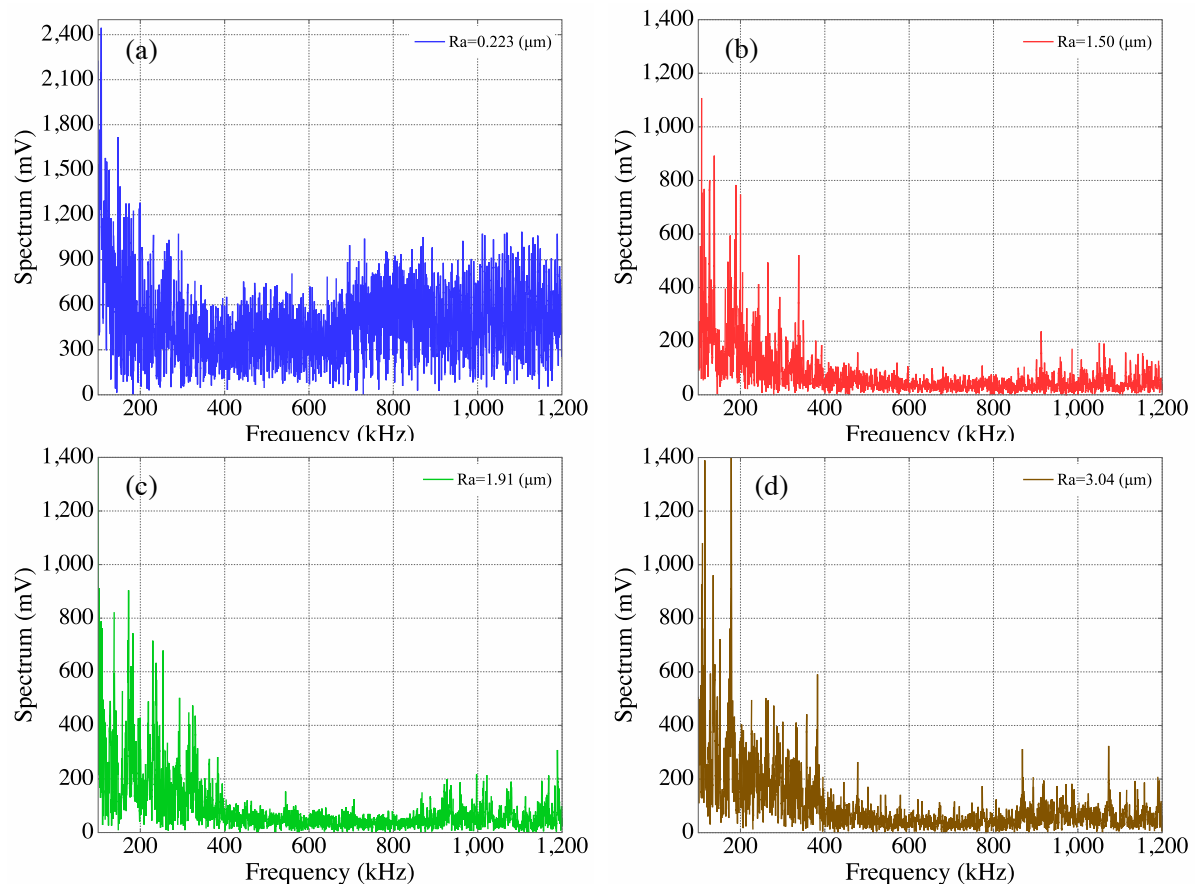 2,400
2,100
1,800
1,500
1,200
900
600
300
0
Spectrum (mV)
(a)
Ra=0.223 (μm)
200 400 600 800 1,000 1,200
Frequency (kHz)
1,400
1,200
1,000
800
600
400
200
0
Spectrum (mV)
(b)
Ra=1.50 (μm)
200 400 600 800 1,000 1,200
Frequency (kHz)
1,400
1,200
1,000
800
600
400
200
0
Spectrum (mV)
(c)
Ra=1.91 (μm)
200 400 600 800 1,000 1,200
Frequency (kHz)
1,400
1,200
1,000
800
600
400
200
0
Spectrum (mV)
(d)
Ra=3.04 (μm)
200 400 600 800 1,000 1,200
Frequency (kHz)